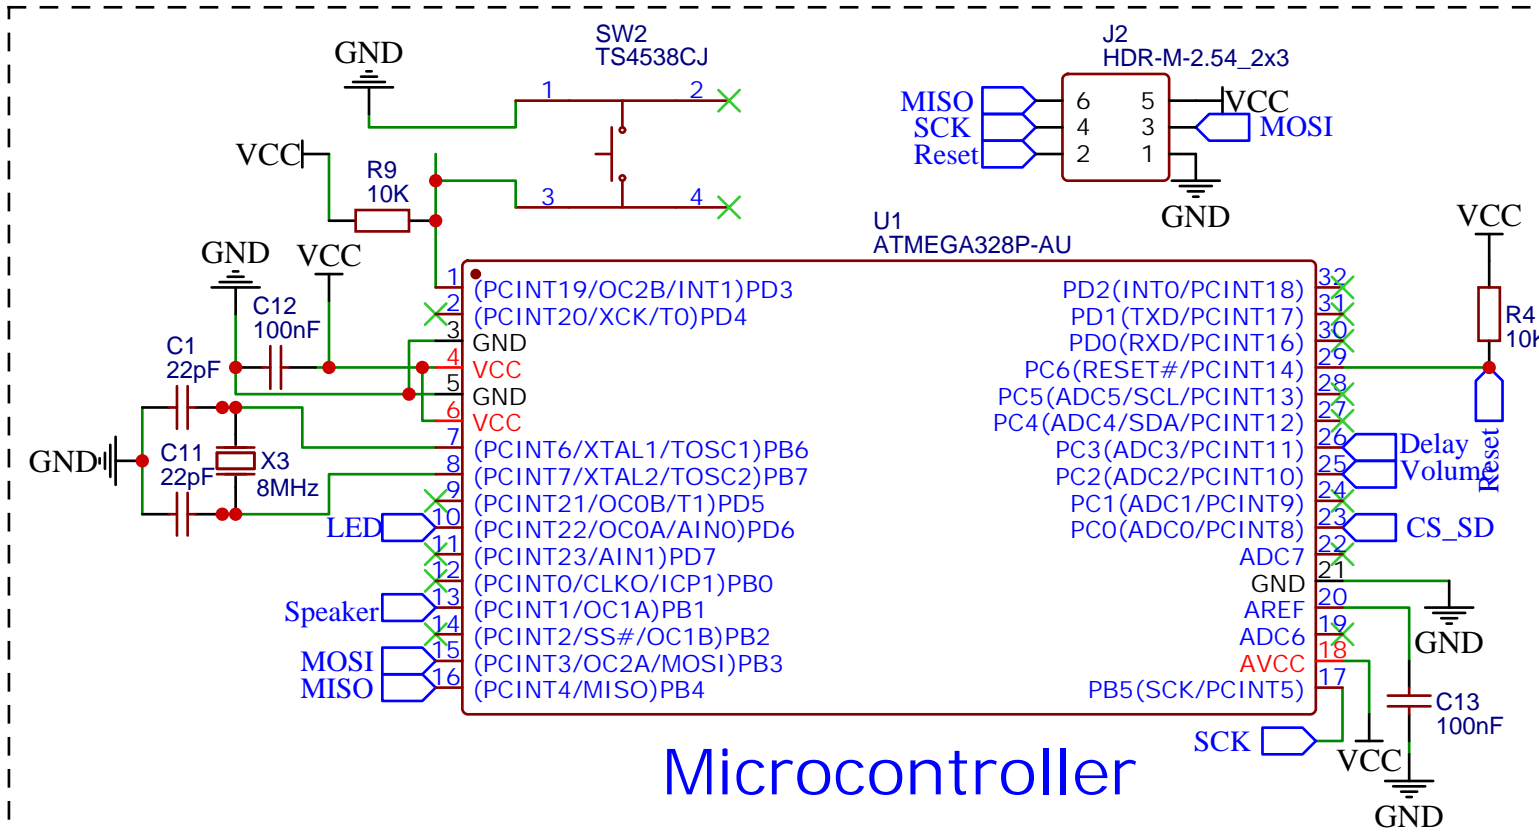 SW2
TS4538CJ
GND
1
2
3
4
VCC
R9
10K
J2
HDR-M-2.54_2x3
MISO
SCK
Reset
6
5
4
3
2
1
VCC
MOSI
GND
U1
ATMEGA328P-AU
VCC
R4
10K
Reset
GND
VCC
C12
100nF
C1
22pF
C11
22pF
GND
X3
8MHz
1
(PCINT19/OC2B/INT1)PD3
2
(PCINT20/XCK/T0)PD4
3
GND
4
VCC
5
GND
6
VCC
7
(PCINT6/XTAL1/TOSC1)PB6
8
(PCINT7/XTAL2/TOSC2)PB7
9
(PCINT21/OC0B/T1)PD5
LED
10
(PCINT22/OC0A/AIN0)PD6
11
(PCINT23/AIN1)PD7
12
(PCINT0/CLKO/ICP1)PB0
Speaker
13
(PCINT1/OC1A)PB1
14
(PCINT2/SS#/OC1B)PB2
MOSI
15
(PCINT3/OC2A/MOSI)PB3
MISO
16
(PCINT4/MISO)PB4
PD2(INT0/PCINT18)
32
PD1(TXD/PCINT17)
31
PD0(RXD/PCINT16)
30
PC6(RESET#/PCINT14)
29
PC5(ADC5/SCL/PCINT13)
28
PC4(ADC4/SDA/PCINT12)
27
PC3(ADC3/PCINT11)
26
Delay
PC2(ADC2/PCINT10)
25
Volume
PC1(ADC1/PCINT9)
24
PC0(ADC0/PCINT8)
23
CS_SD
ADC7
22
GND
21
AREF
20
ADC6
19
AVCC
18
PB5(SCK/PCINT5)
17
GND
C13
100nF
SCK
VCC
GND
Microcontroller